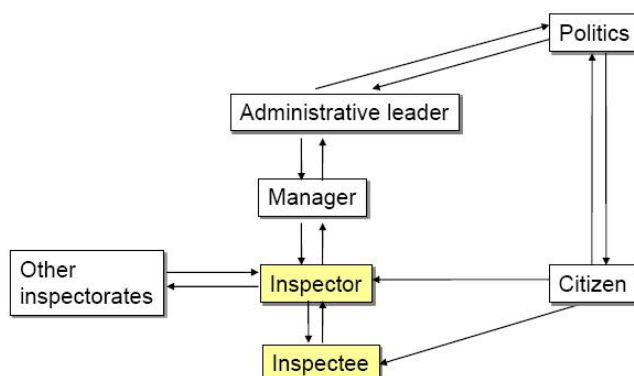 Politics
Administrative leader
Manager
Other
inspectorates
Inspector
Citizen
Inspectee